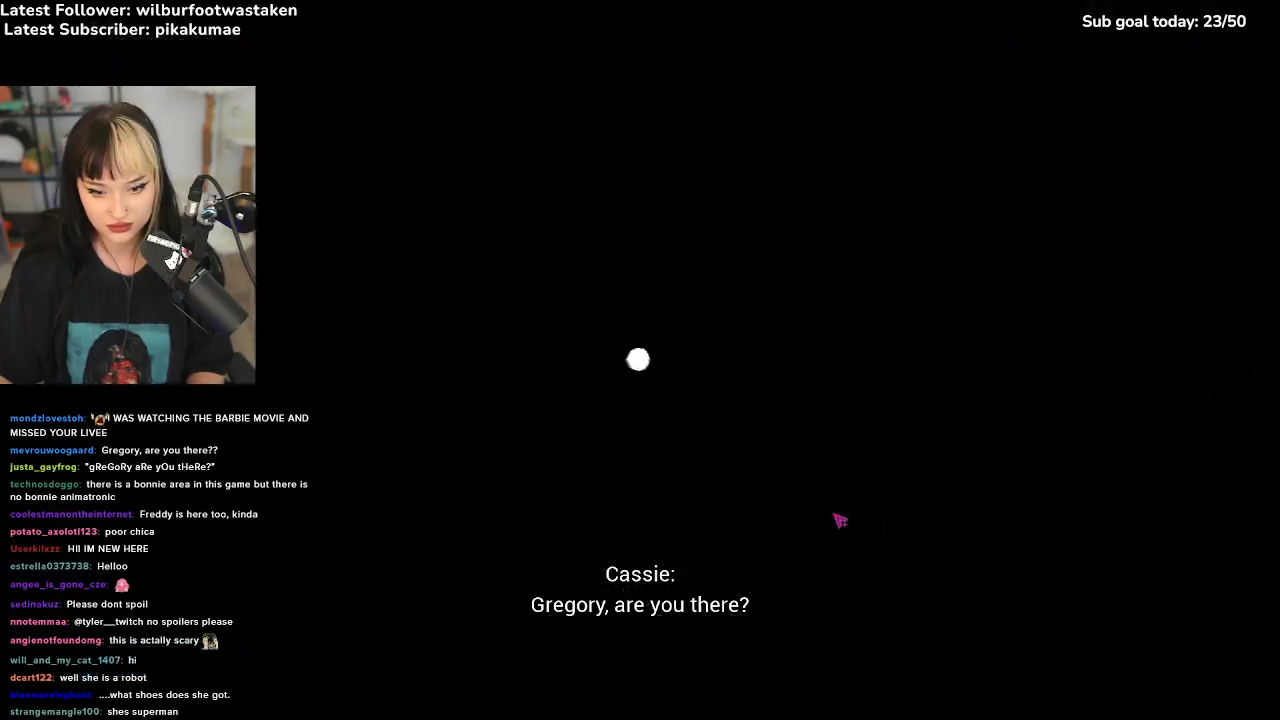 Latest Follower: wilburfootwastaken
Latest Subscriber: pikakumae
Sub goal today: 23/50
mondzlovestoh: I WAS WATCHING THE BARBIE MOVIE AND
MISSED YOUR LIVEE
mevrouwoogaard: Gregory, are you there??
justa_gayfrog: "gReGoRy aRe yOu tHeRe?"
technosdoggo: there is a bonnie area in this game but there is
no bonnie animatronic
coolestmanontheinternet: Freddy is here too, kinda
potato_axolotl123: poor chica
Userkilxzz: HII IM NEW HERE
estrella0373738: Helloo
angee_is_gone_cze:
sedinakuz: Please dont spoil
nnotemmaa: @tyler__twitch no spoilers please
angienotfoundomg: this is actally scary
will_and_my_cat_1407: hi
dcart122: well she is a robot
....what shoes does she got.
strangemangle100: shes superman
Cassie:
Gregory, are you there?